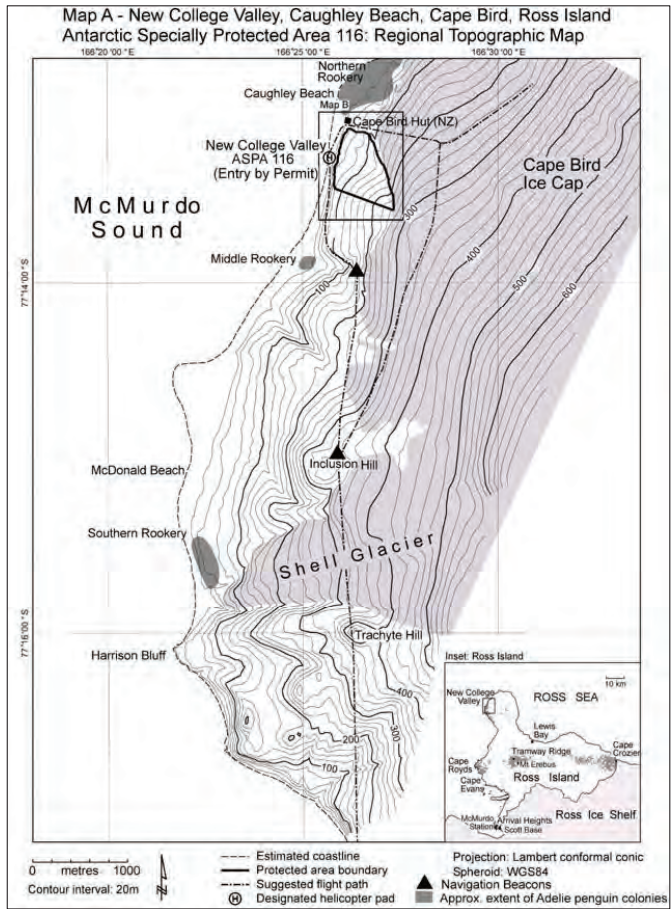 Map A - New College Valley, Caughley Beach, Cape Bird, Ross Island
Antarctic Specially Protected Area 116: Regional Topographic Map
166°20'00" E
166°25'00" E
166°30'00" E
Northern
Rookery
Caughley Beach
Map B
Cape Bird Hut (NZ)
New College Valley
ASPA 116
(Entry by Permit)
H
Cape Bird
Ice Cap
McMurdo
Sound
300
400
500
600
Middle Rookery
100
77°14'00" S
Inclusion Hill
McDonald Beach
Southern Rookery
Shell Glacier
77°16'00" S
Trachyte Hill
Harrison Bluff
400
300
200
100
Inset: Ross Island
10 km
New College
Valley
ROSS SEA
Lewis
Bay
Tramway Ridge
Cape
Crozier
Cape
Royds
Mt Erebus
Ross Island
Cape
Evans
Ross Ice Shelf
McMurdo
Station
Arrival Heights
Scott Base
0 metres 1000
Contour interval: 20m
N
Estimated coastline
Protected area boundary
Suggested flight path
H Designated helicopter pad
Projection: Lambert conformal conic
Spheroid: WGS84
Navigation Beacons
Approx. extent of Adelie penguin colonies